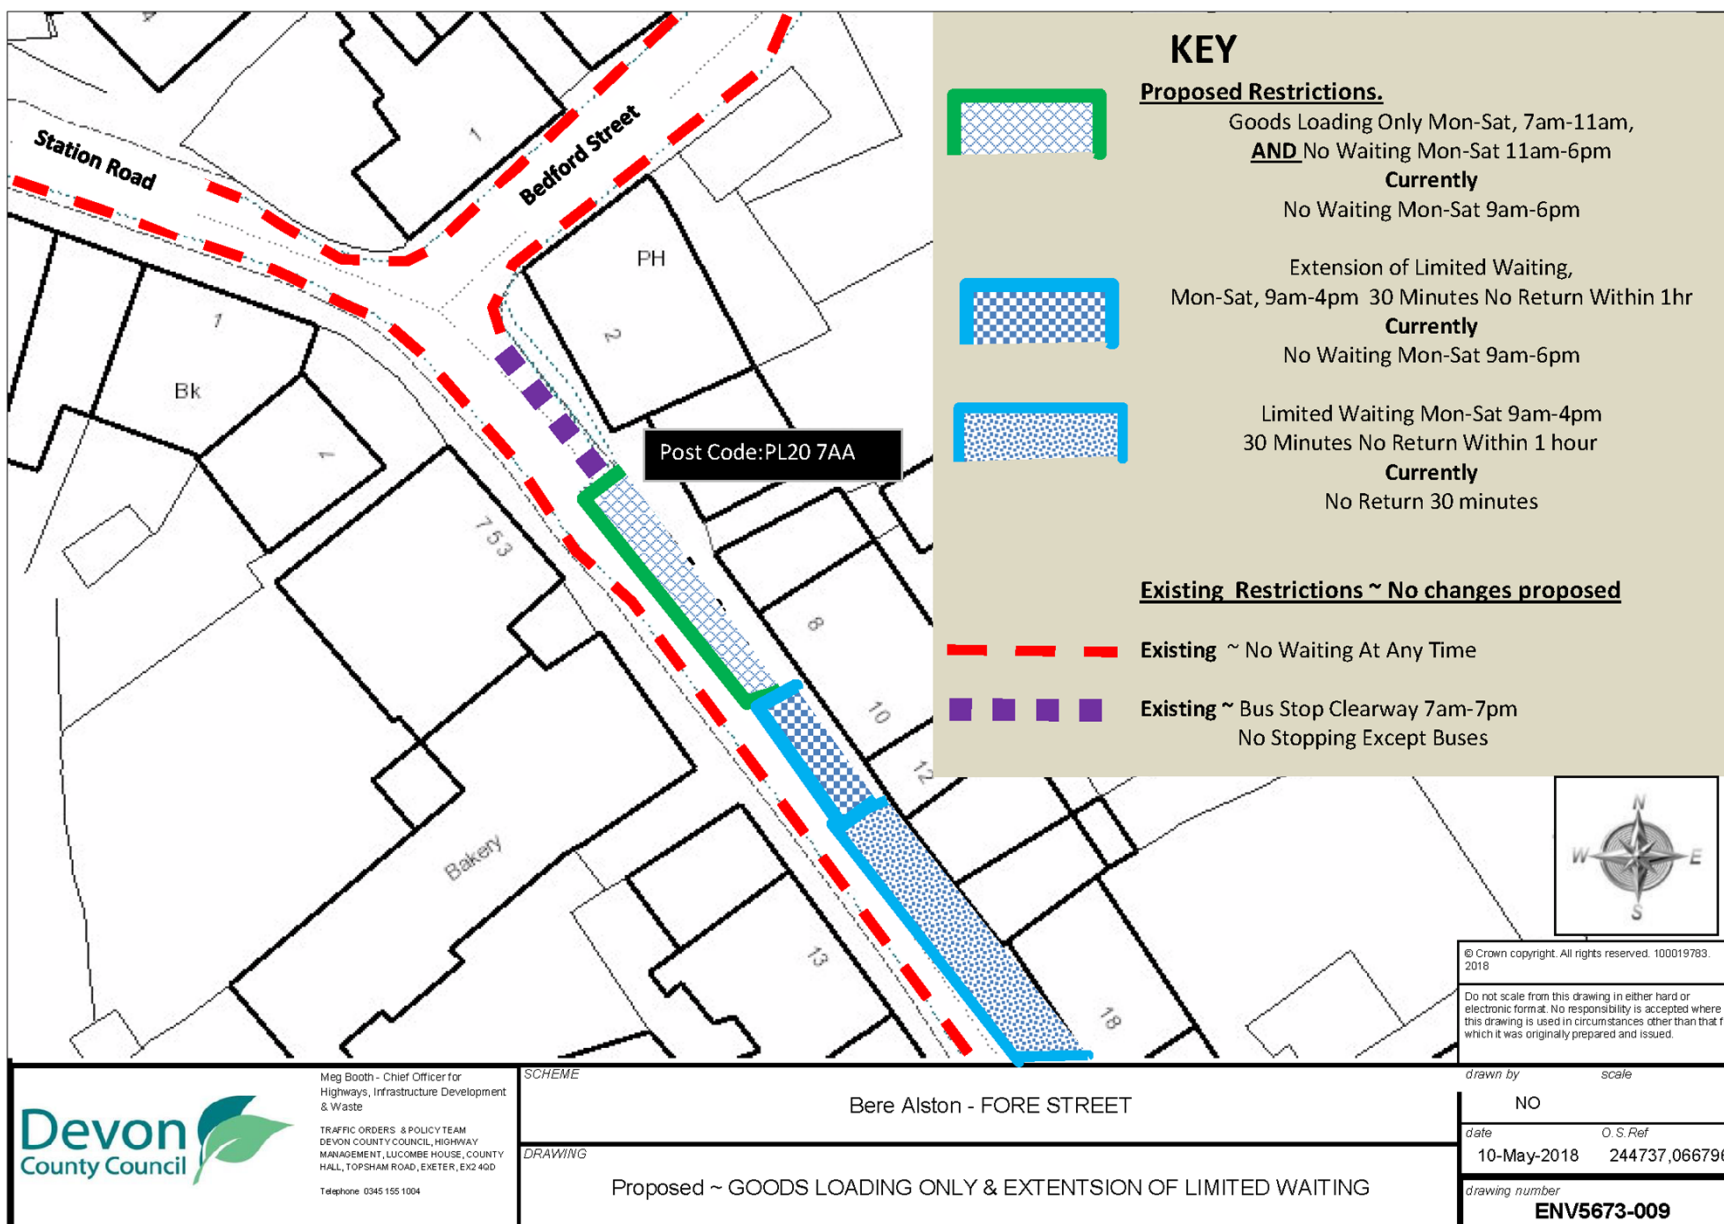 Station Road
Bedford Street
1
PH
2
1
Bk
Post Code:PL20 7AA
753
8
10
12
Bakery
13
18
KEY
Proposed Restrictions.
Goods Loading Only Mon-Sat, 7am-11am,
AND No Waiting Mon-Sat 11am-6pm
Currently
No Waiting Mon-Sat 9am-6pm
Extension of Limited Waiting,
Mon-Sat, 9am-4pm 30 Minutes No Return Within 1hr
Currently
No Waiting Mon-Sat 9am-6pm
Limited Waiting Mon-Sat 9am-4pm
30 Minutes No Return Within 1 hour
Currently
No Return 30 minutes
Existing Restrictions ~ No changes proposed
Existing ~ No Waiting At Any Time
Existing ~ Bus Stop Clearway 7am-7pm
No Stopping Except Buses
N
W E
S
© Crown copyright. All rights reserved. 100019783.
2018
Do not scale from this drawing in either hard or
electronic format. No responsibility is accepted where
this drawing is used in circumstances other than that f
which it was originally prepared and issued.
Devon
County Council
Meg Booth - Chief Officer for
Highways, Infrastructure Development
& Waste
TRAFFIC ORDERS & POLICY TEAM
DEVON COUNTY COUNCIL, HIGHWAY
MANAGEMENT, LUCOMBE HOUSE, COUNTY
HALL, TOPSHAM ROAD, EXETER, EX2 4QD
Telephone 0345 155 1004
SCHEME
Bere Alston - FORE STREET
DRAWING
Proposed ~ GOODS LOADING ONLY & EXTENTSION OF LIMITED WAITING
drawn by scale
NO
date O.S.Ref
10-May-2018 244737,066796
drawing number
ENV5673-009